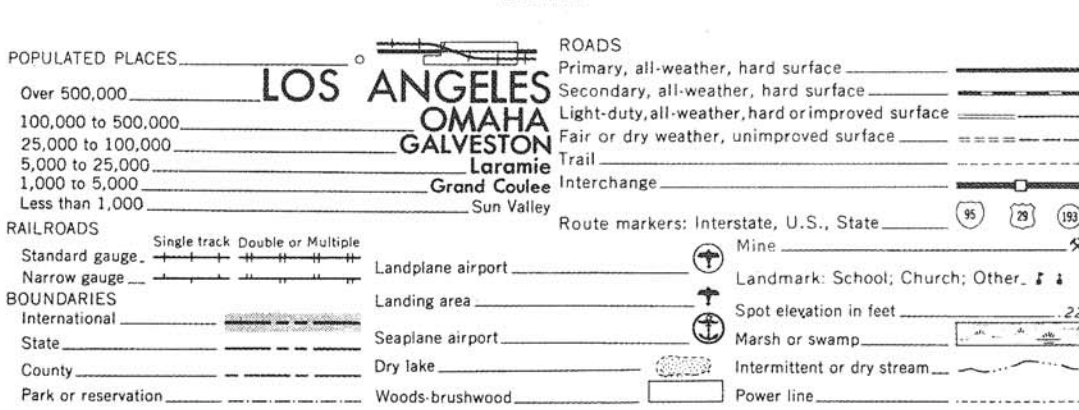 POPULATED PLACES
Over 500,000 LOS ANGELES
100,000 to 500,000 OMAHA
25,000 to 100,000 GALVESTON
5,000 to 25,000 Laramie
1,000 to 5,000 Grand Coulee
Less than 1,000 Sun Valley
RAILROADS
Single track Double or Multiple
Standard gauge
Narrow gauge
BOUNDARIES
International
State
County
Park or reservation
Landplane airport
Landing area
Seaplane airport
Dry lake
Woods-brushwood
ROADS
Primary, all-weather, hard surface
Secondary, all-weather, hard surface
Light-duty, all-weather, hard or improved surface
Fair or dry weather, unimproved surface
Trail
Interchange
Route markers: Interstate, U.S., State 95 29 193
Mine
Landmark: School; Church; Other
Spot elevation in feet
Marsh or swamp
Intermittent or dry stream
Power line